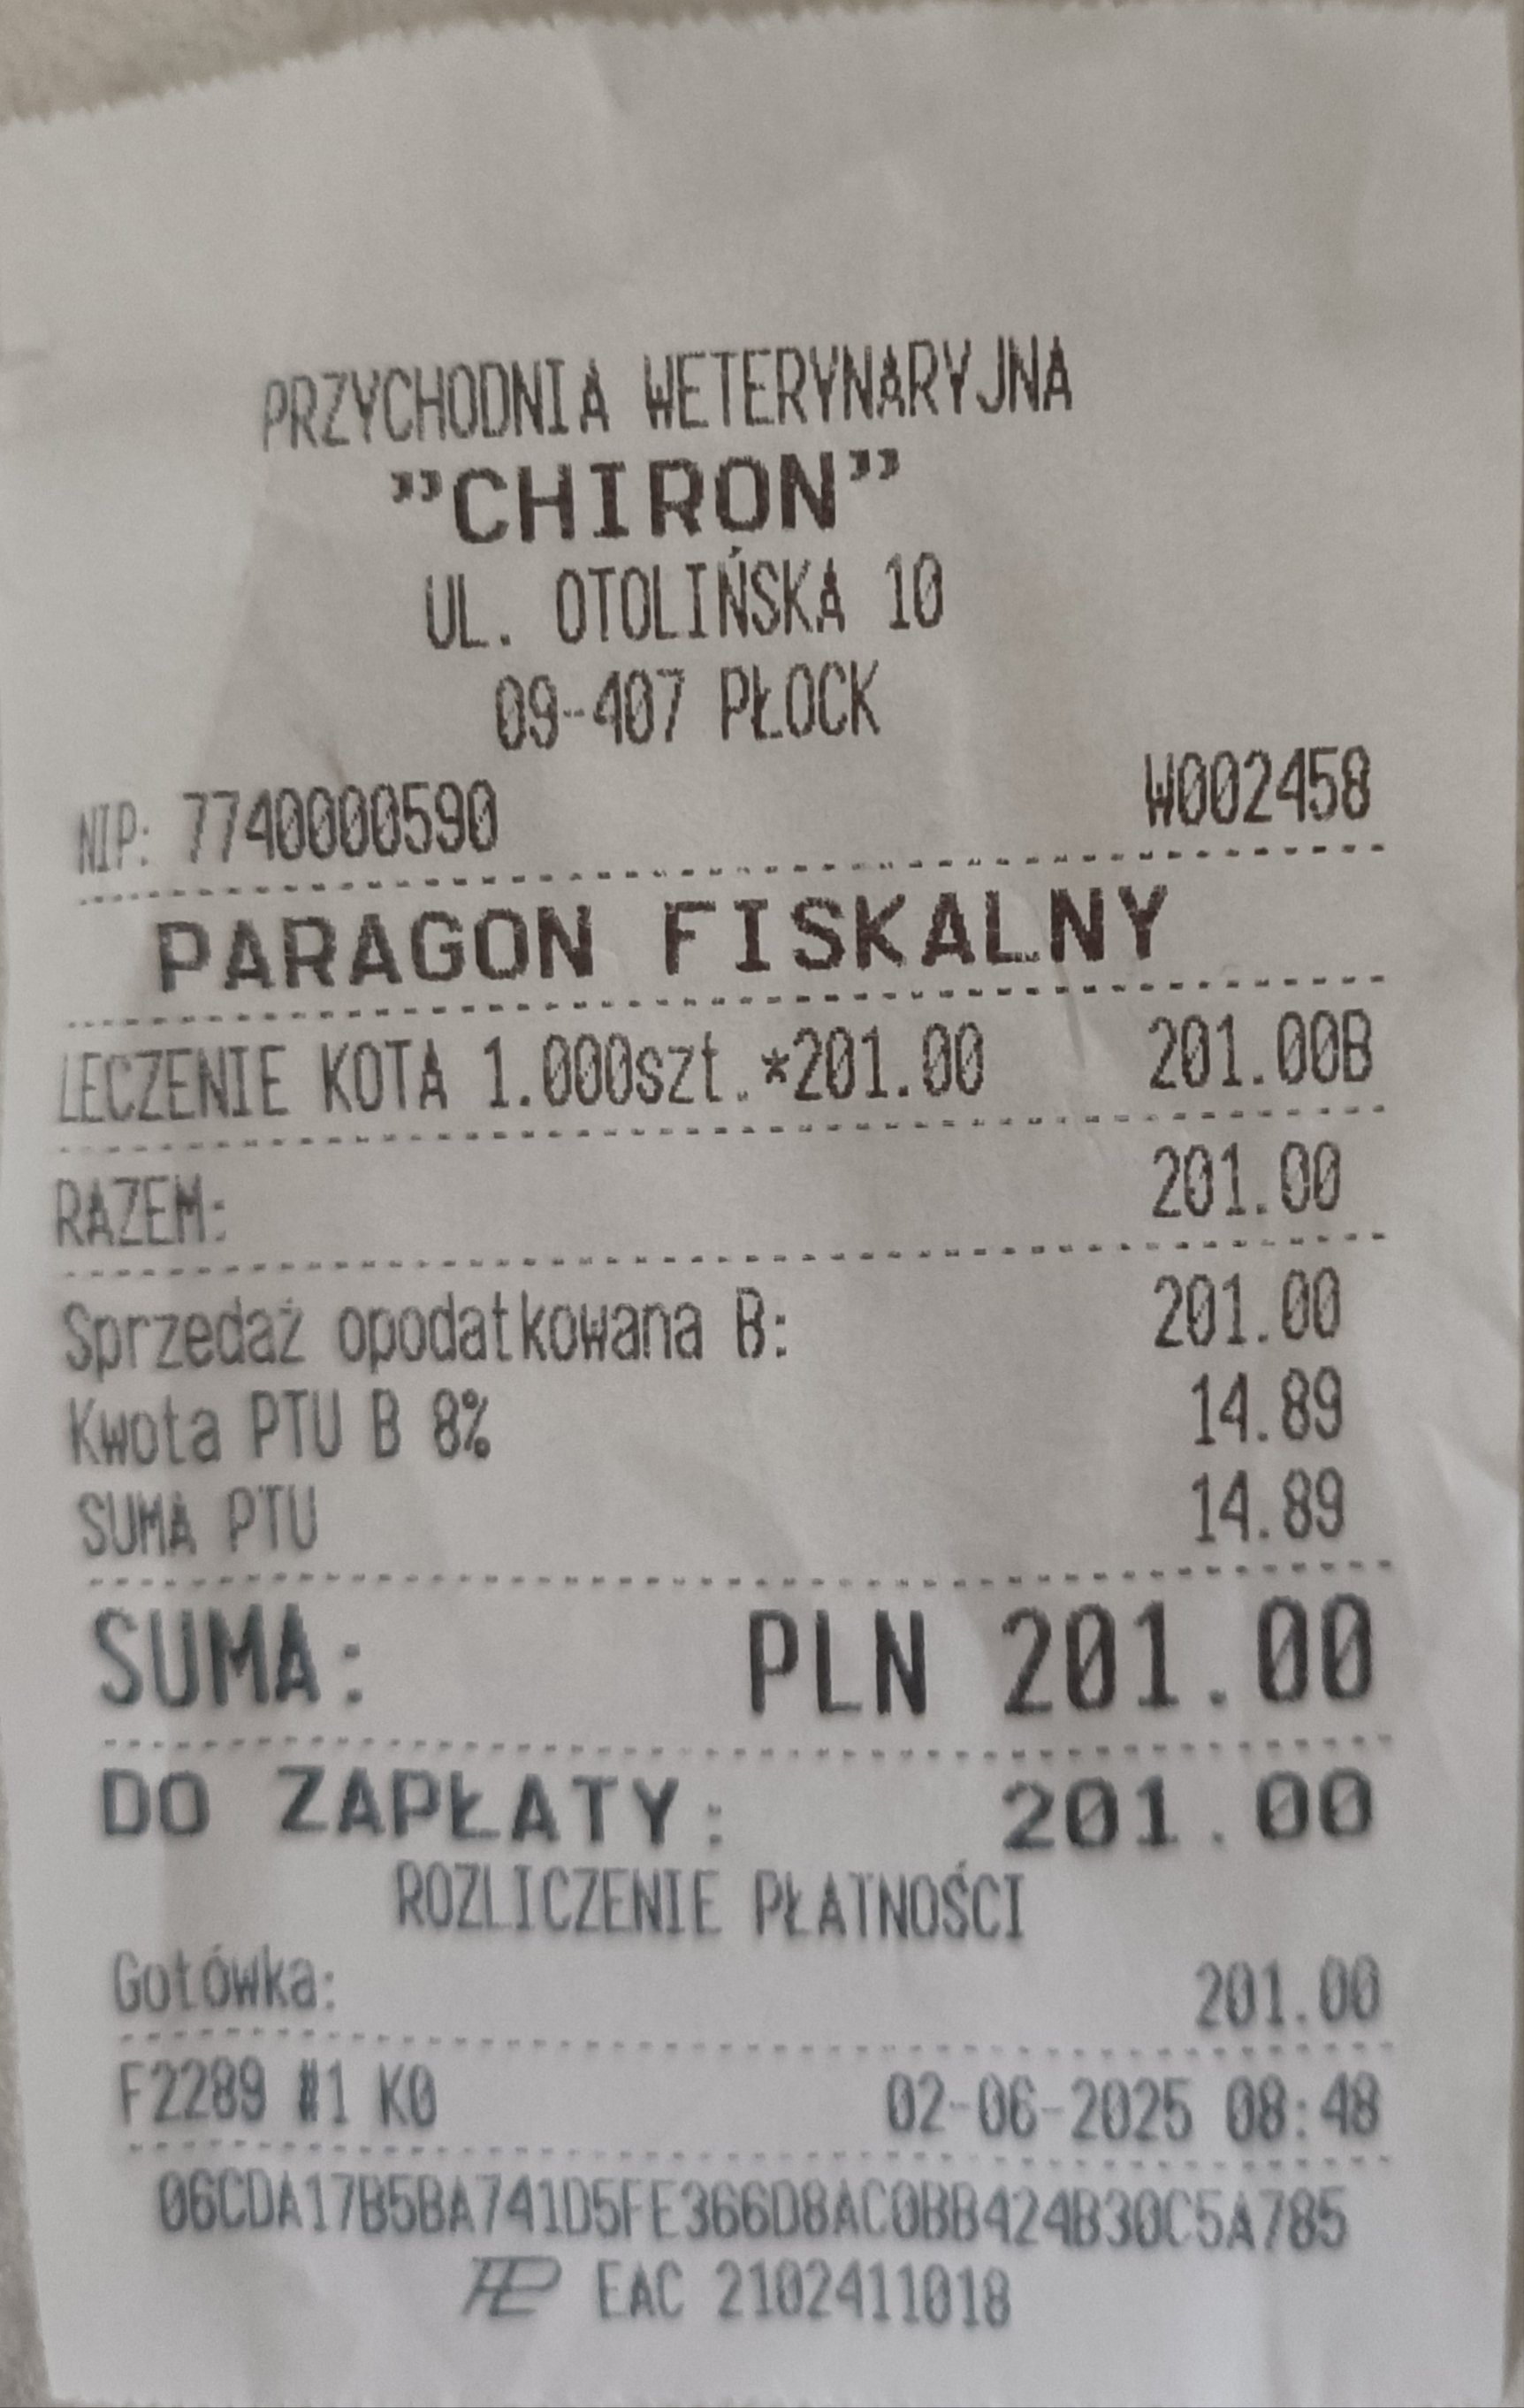 PRZYCHODNIA WETERYNARYJNA
"CHIRON"
UL. OTOLIŃSKA 10
09-407 PŁOCK
NIP: 7740000590 W002458
PARAGON FISKALNY
LECZENIE KOTA 1.000szt.*201.00 201.00B
RAZEM: 201.00
Sprzedaż opodatkowana B: 201.00
Kwota PTU B 8% 14.89
SUMA PTU 14.89
SUMA: PLN 201.00
DO ZAPŁATY: 201.00
ROZLICZENIE PŁATNOŚCI
Gotówka: 201.00
F2289 #1 K0 02-06-2025 08:48
06CDA17B5BA741D5FE366D8AC0BB424B30C5A785
EAC 2102411018